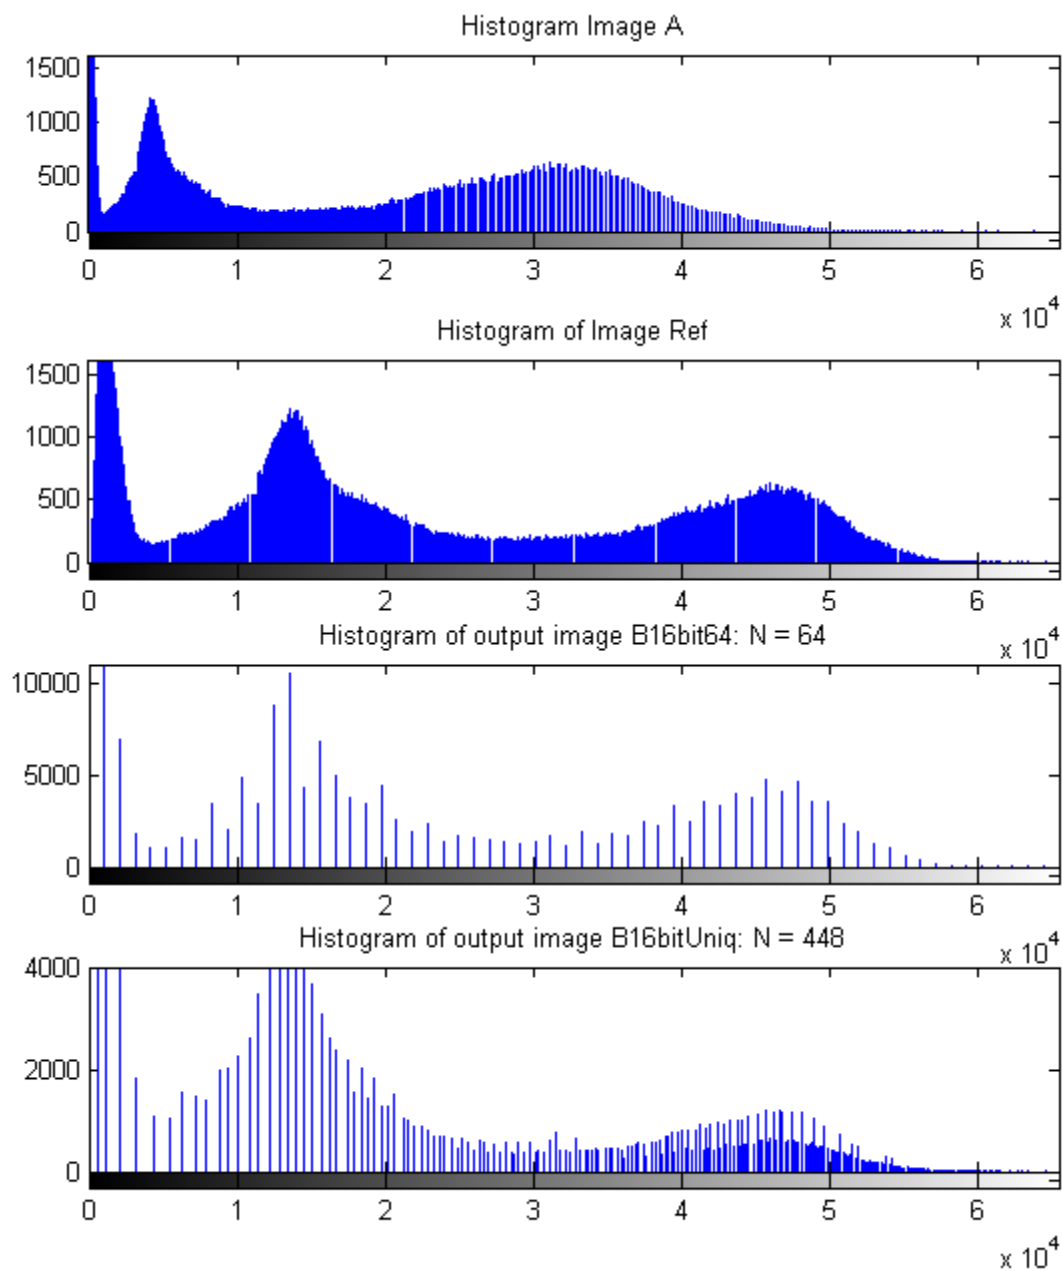 Histogram Image A
1500
1000
500
0
0 1 2 3 4 5 6
x 10^4
Histogram of Image Ref
1500
1000
500
0
0 1 2 3 4 5 6
x 10^4
Histogram of output image B16bit64: N = 64
10000
5000
0
0 1 2 3 4 5 6
x 10^4
Histogram of output image B16bitUniq: N = 448
4000
2000
0
0 1 2 3 4 5 6
x 10^4